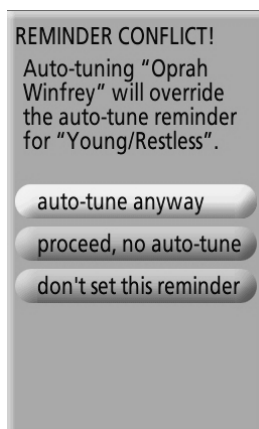 REMINDER CONFLICT!
Auto-tuning “Oprah
Winfrey” will override
the auto-tune reminder
for “Young/Restless”.
auto-tune anyway
proceed, no auto-tune
don't set this reminder